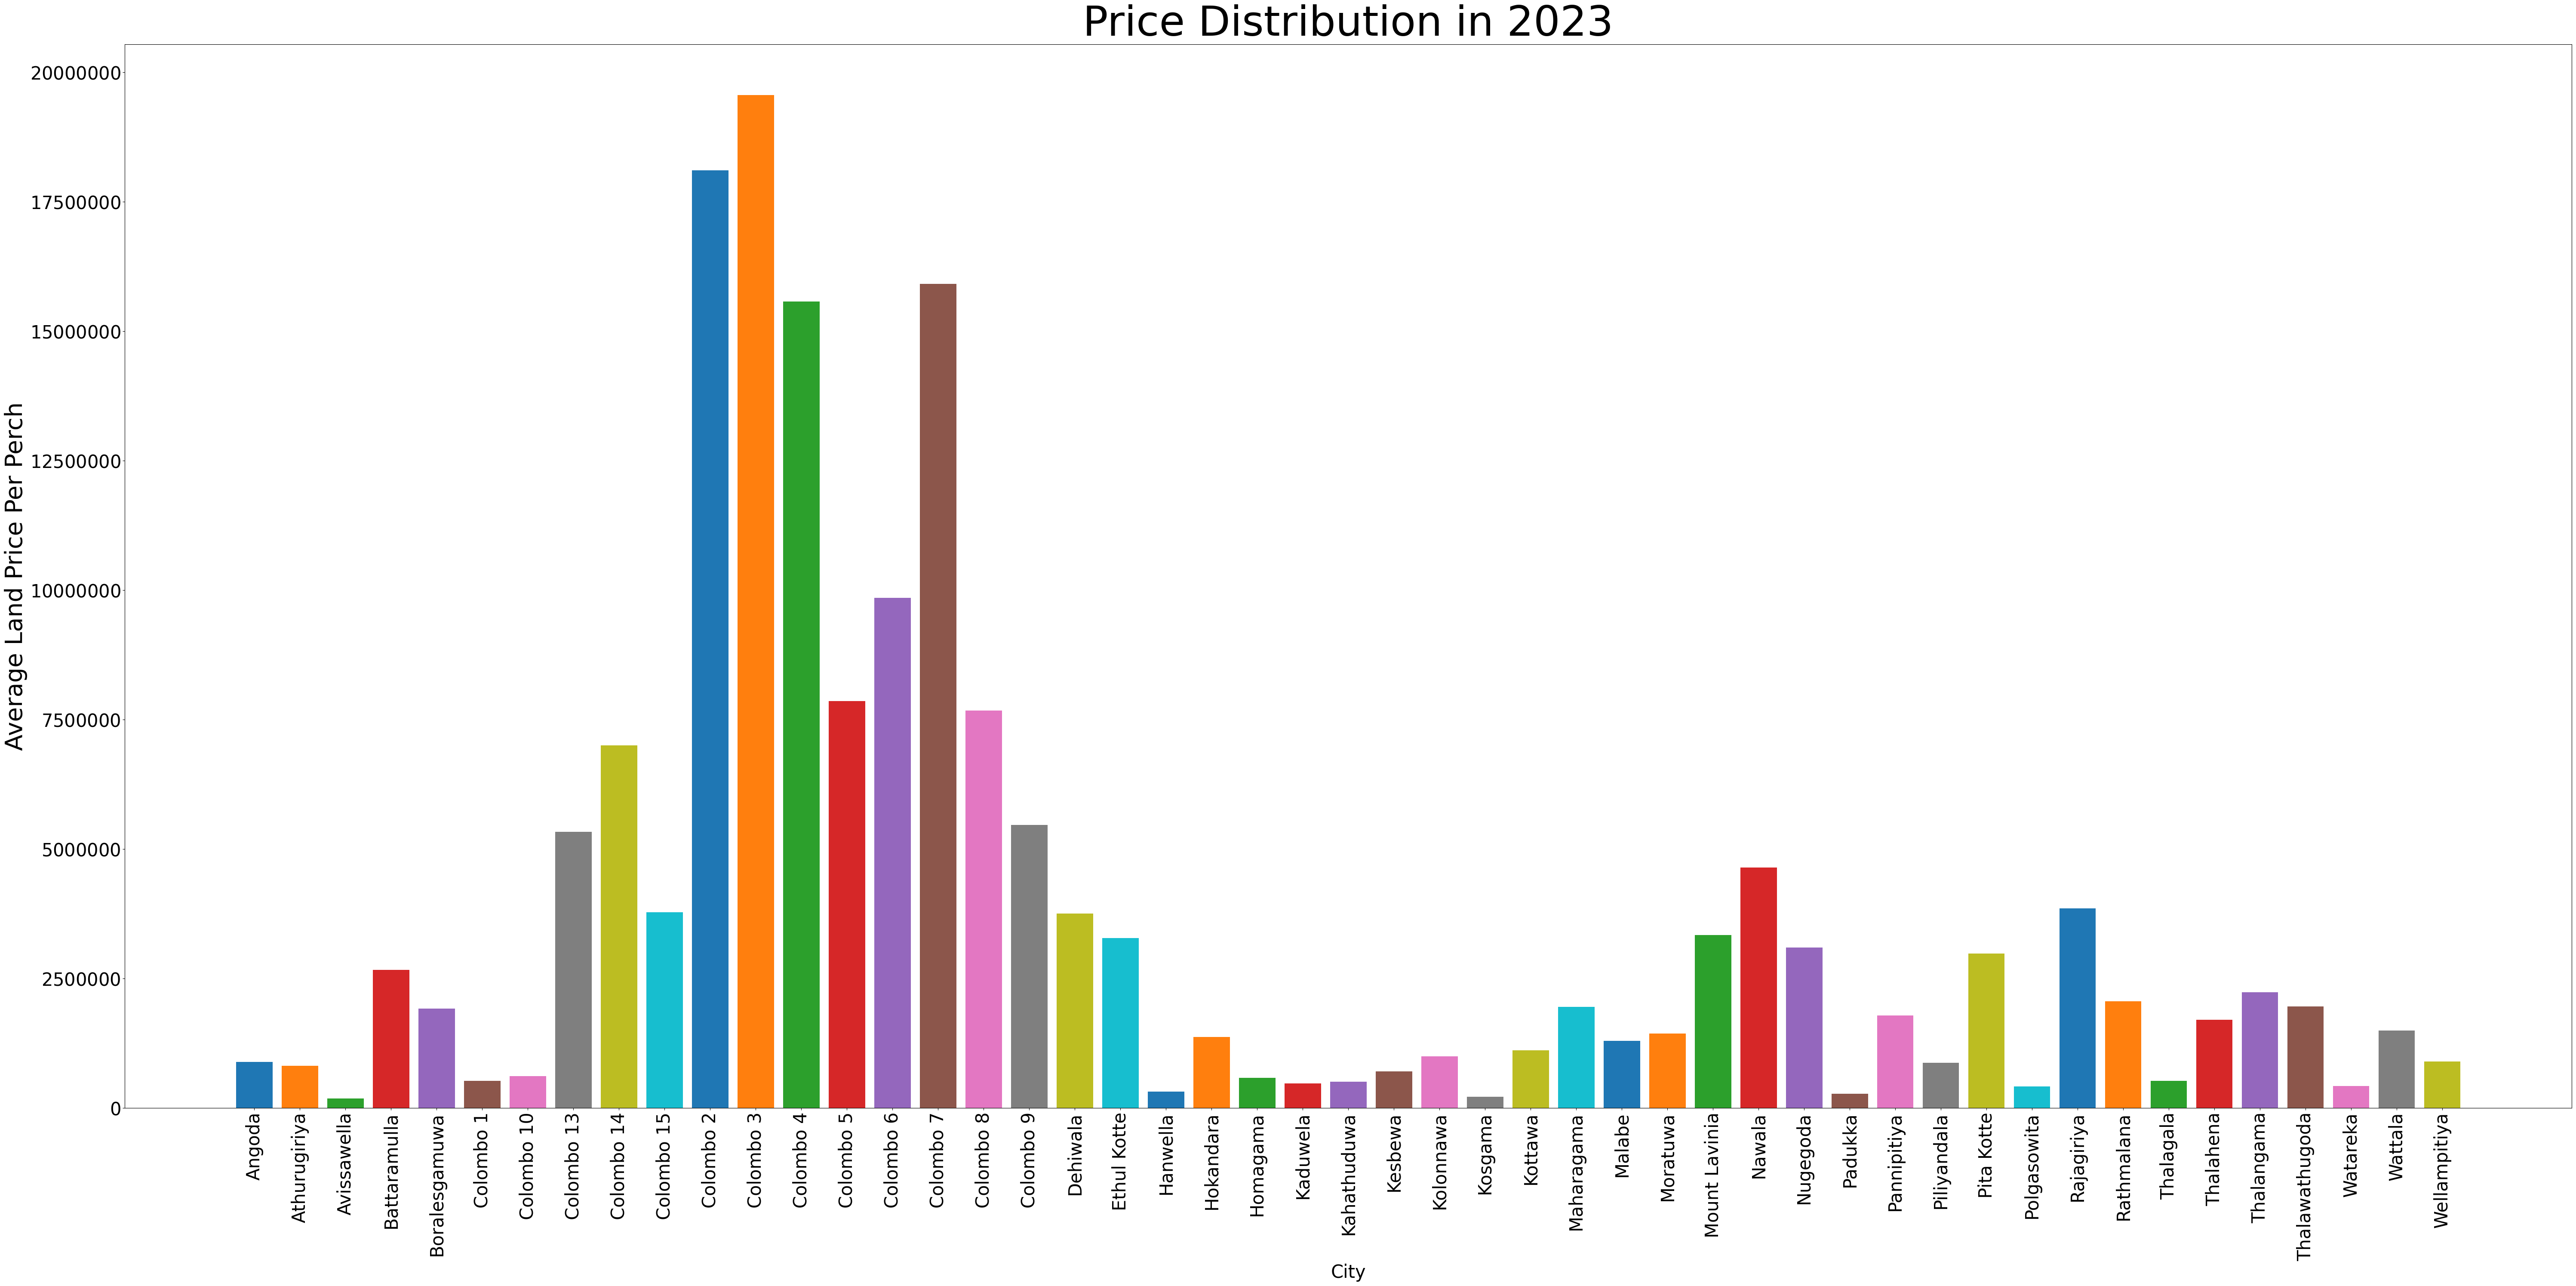 Price Distribution in 2023
Average Land Price Per Perch
20000000
17500000
15000000
12500000
10000000
7500000
5000000
2500000
0
Angoda
Athurugiriya
Avissawella
Battaramulla
Boralesgamuwa
Colombo 1
Colombo 10
Colombo 13
Colombo 14
Colombo 15
Colombo 2
Colombo 3
Colombo 4
Colombo 5
Colombo 6
Colombo 7
Colombo 8
Colombo 9
Dehiwala
Ethul Kotte
Hanwella
Hokandara
Homagama
Kaduwela
Kahathuduwa
Kesbewa
Kolonnawa
Kosgama
Kottawa
Maharagama
Malabe
Moratuwa
Mount Lavinia
Nawala
Nugegoda
Padukka
Pannipitiya
Piliyandala
Pita Kotte
Polgasowita
Rajagiriya
Rathmalana
Thalagala
Thalahena
Thalangama
Thalawathugoda
Watareka
Wattala
Wellampitiya
City